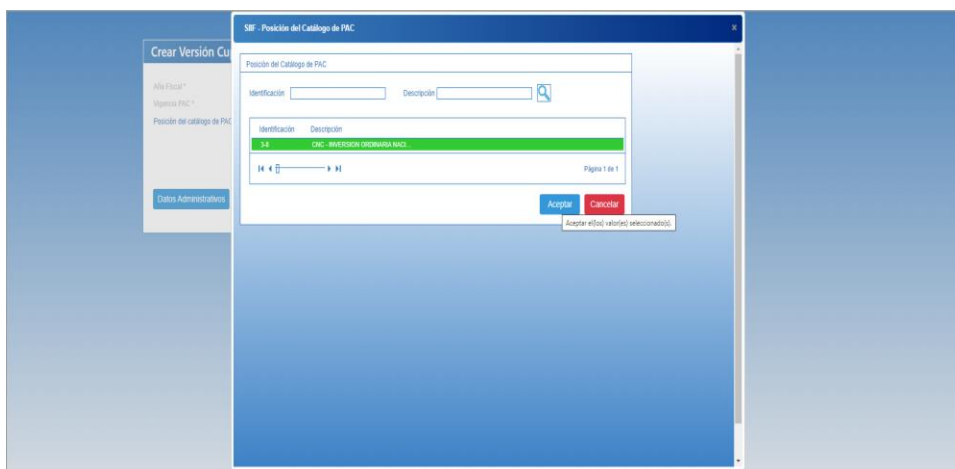 SIIF - Posición del Catálogo de PAC
x
Crear Versión Cu
Año Fiscal *
Vigencia PAC *
Posición del catálogo de PAC
Datos Administrativos
Posición del Catálogo de PAC
Identificación
Descripción
Identificación Descripción
3-8 CNC - INVERSION ORDINARIA NACI...
Página 1 de 1
Aceptar Cancelar
Aceptar el(los) valor(es) seleccionado(s).